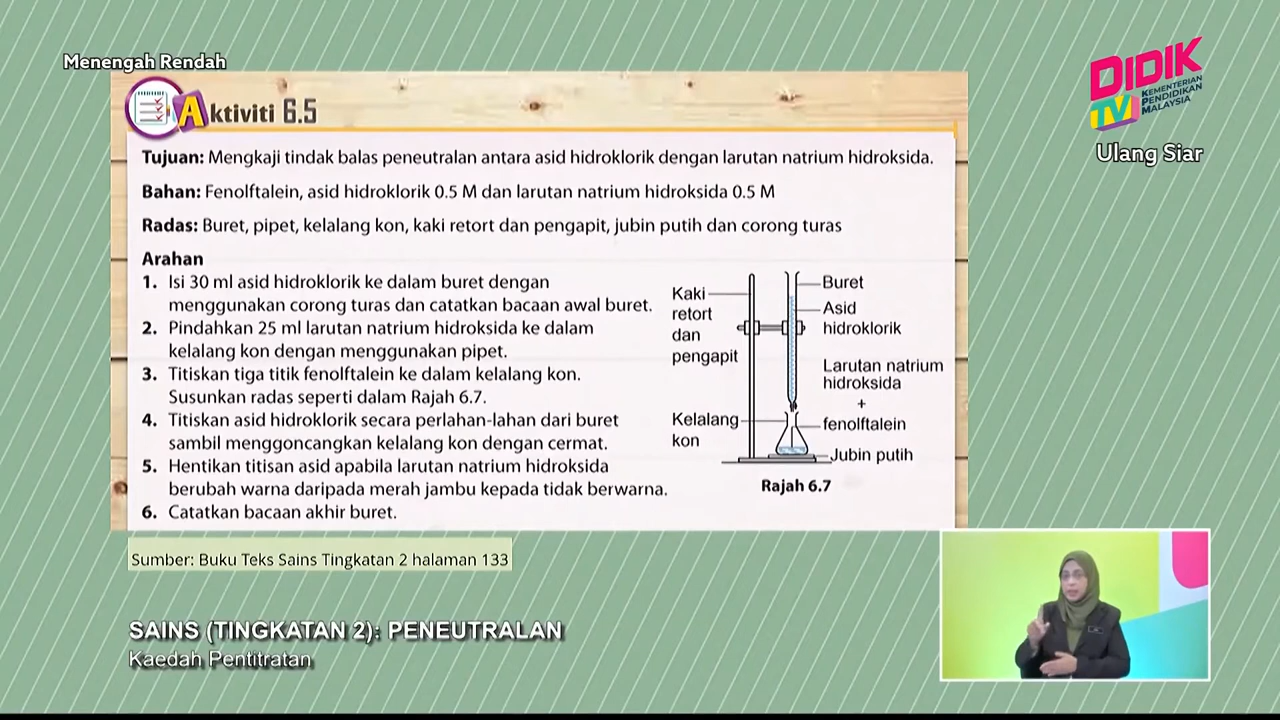 Menengah Rendah
DIDIK
TV
KEMENTERIAN
PENDIDIKAN
MALAYSIA
Ulang Siar
Aktiviti 6.5
Tujuan: Mengkaji tindak balas peneutralan antara asid hidroklorik dengan larutan natrium hidroksida.
Bahan: Fenolftalein, asid hidroklorik 0.5 M dan larutan natrium hidroksida 0.5 M
Radas: Buret, pipet, kelalang kon, kaki retort dan pengapit, jubin putih dan corong turas
Arahan
1. Isi 30 ml asid hidroklorik ke dalam buret dengan
menggunakan corong turas dan catatkan bacaan awal buret.
2. Pindahkan 25 ml larutan natrium hidroksida ke dalam
kelalang kon dengan menggunakan pipet.
3. Titiskan tiga titik fenolftalein ke dalam kelalang kon.
Susunkan radas seperti dalam Rajah 6.7.
4. Titiskan asid hidroklorik secara perlahan-lahan dari buret
sambil menggoncangkan kelalang kon dengan cermat.
5. Hentikan titisan asid apabila larutan natrium hidroksida
berubah warna daripada merah jambu kepada tidak berwarna.
6. Catatkan bacaan akhir buret.
Kaki
retort
dan
pengapit
Kelalang
kon
Buret
Asid
hidroklorik
Larutan natrium
hidroksida
+
fenolftalein
Jubin putih
Rajah 6.7
Sumber: Buku Teks Sains Tingkatan 2 halaman 133
SAINS (TINGKATAN 2): PENEUTRALAN
Kaedah Pentitratan